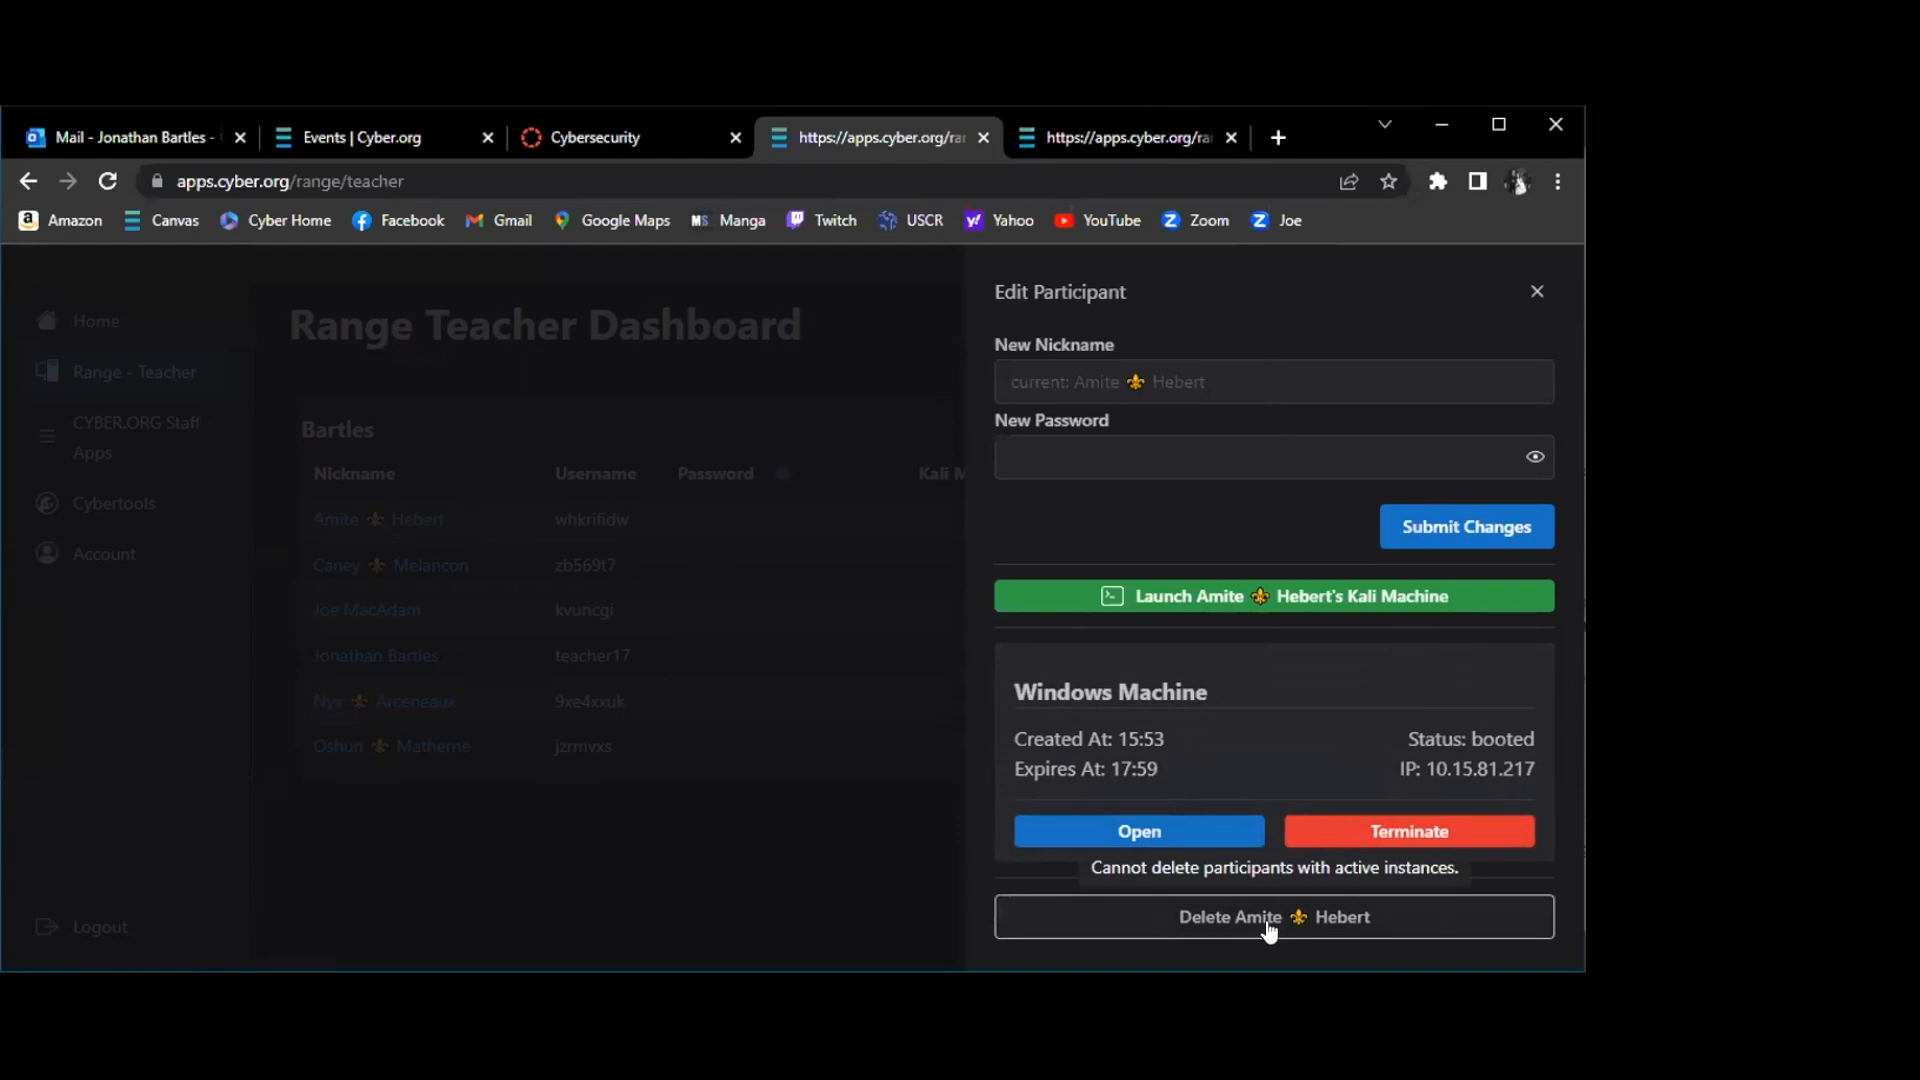 Mail - Jonathan Bartles -
Events | Cyber.org
Cybersecurity
https://apps.cyber.org/rar
https://apps.cyber.org/ra
apps.cyber.org/range/teacher
Amazon
Canvas
Cyber Home
Facebook
Gmail
Google Maps
MS Manga
Twitch
USCR
Yahoo
YouTube
Zoom
Joe
Home
Range - Teacher
CYBER.ORG Staff
Apps
Cybertools
Account
Logout
Range Teacher Dashboard
Bartles
Nickname Username Password Kali M
Amite ⚜ Hebert whkrifidw
Caney ⚜ Melancon zb569t7
Joe MacAdam kvuncgi
Jonathan Bartles teacher17
Nyx ⚜ Arceneaux 9xe4xxuk
Oshun ⚜ Matherne jzrmvxs
Edit Participant
New Nickname
current: Amite ⚜ Hebert
New Password
Submit Changes
Launch Amite ⚜ Hebert's Kali Machine
Windows Machine
Created At: 15:53 Status: booted
Expires At: 17:59 IP: 10.15.81.217
Open Terminate
Cannot delete participants with active instances.
Delete Amite ⚜ Hebert